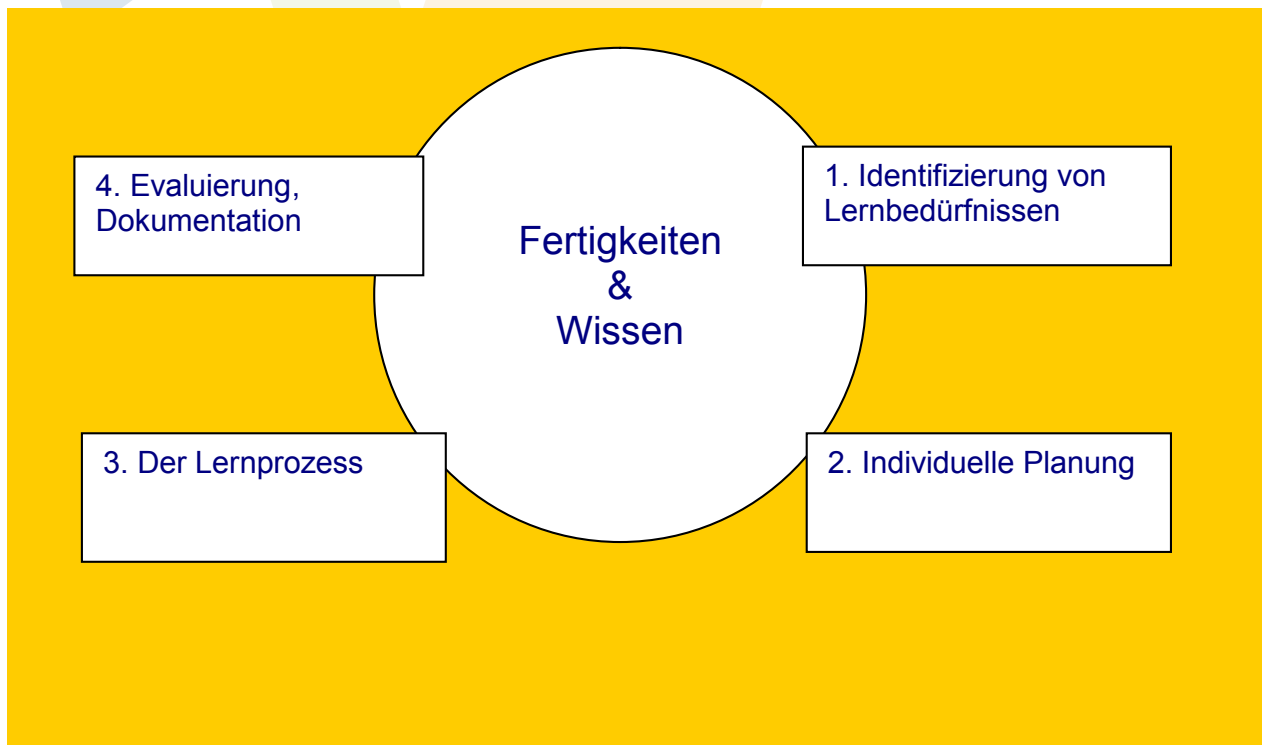 4. Evaluierung,
Dokumentation
1. Identifizierung von
Lernbedürfnissen
Fertigkeiten
&
Wissen
3. Der Lernprozess
2. Individuelle Planung